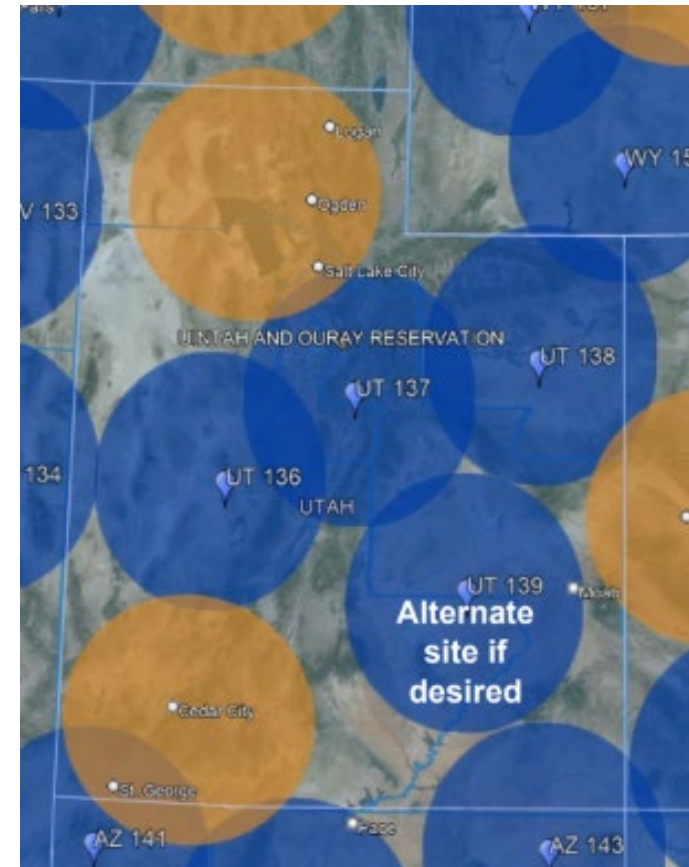 WY 15
Logan
Ogden
V 133
Salt Lake City
UINTAH AND OURAY RESERVATION
UT 138
UT 137
134
UT 136
UTAH
UT 139
Moab
Alternate
site if
desired
Cedar City
St. George
Page
AZ 141
AZ 143